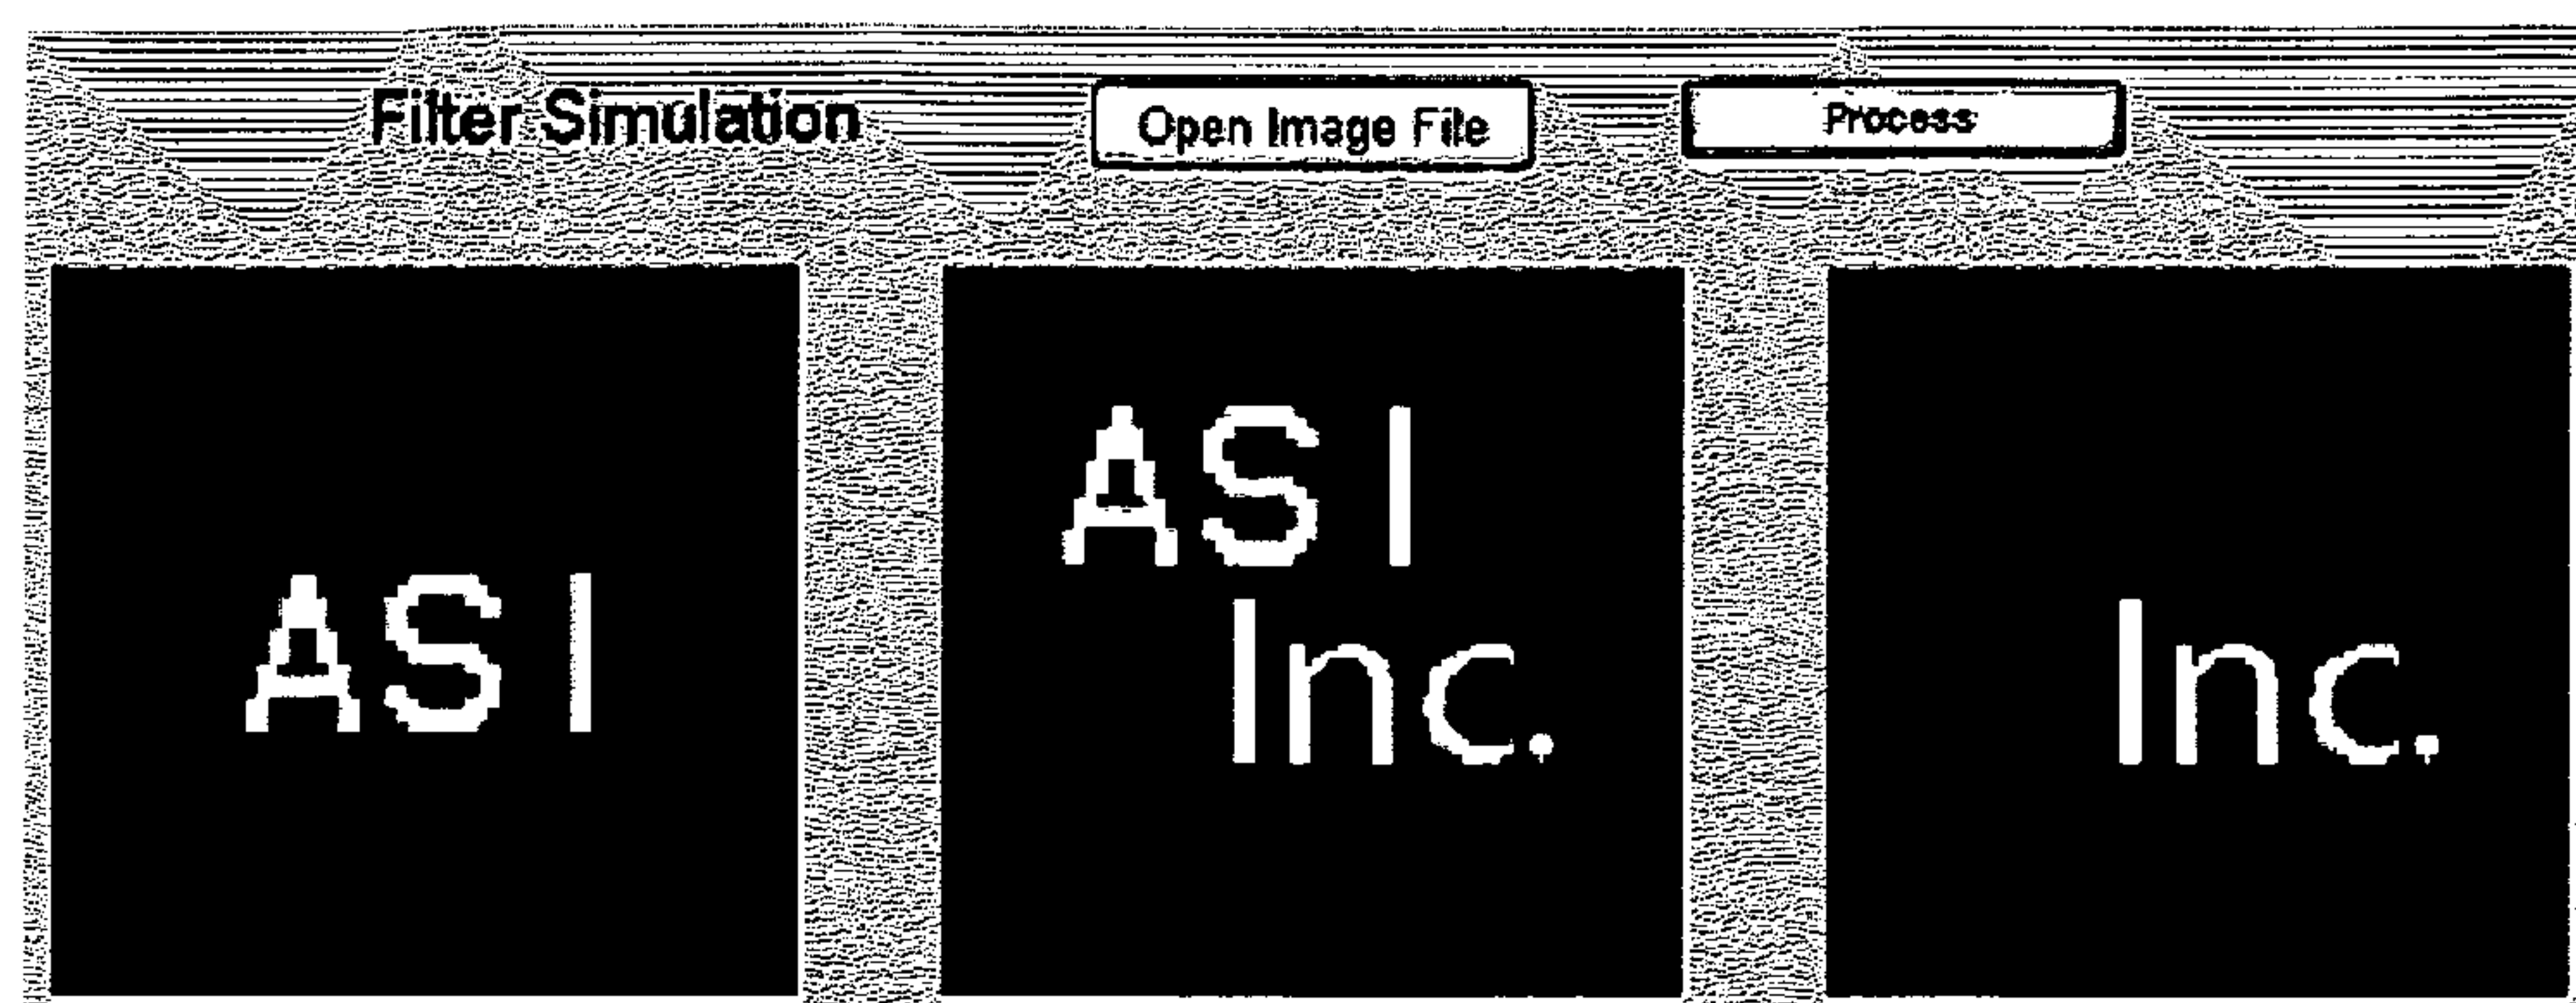 Filter Simulation
Open Image File
Process
ASI
ASI
Inc.
Inc.